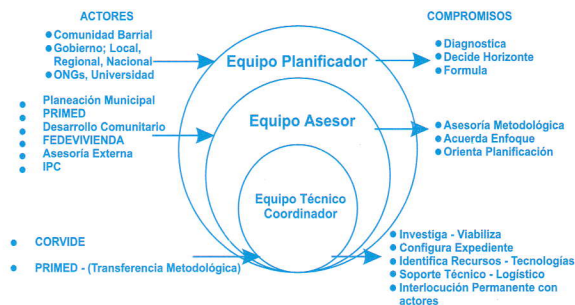 ACTORES
Comunidad Barrial
Gobierno; Local,
Regional, Nacional
ONGs, Universidad
Planeación Municipal
PRIMED
Desarrollo Comunitario
FEDEVIVIENDA
Asesoría Externa
IPC
CORVIDE
PRIMED - (Transferencia Metodológica)
Equipo Planificador
Equipo Asesor
Equipo Técnico
Coordinador
COMPROMISOS
Diagnostica
Decide Horizonte
Formula
Asesoría Metodológica
Acuerda Enfoque
Orienta Planificación
Investiga - Viabiliza
Configura Expediente
Identifica Recursos - Tecnologías
Soporte Técnico - Logístico
Interlocución Permanente con
actores